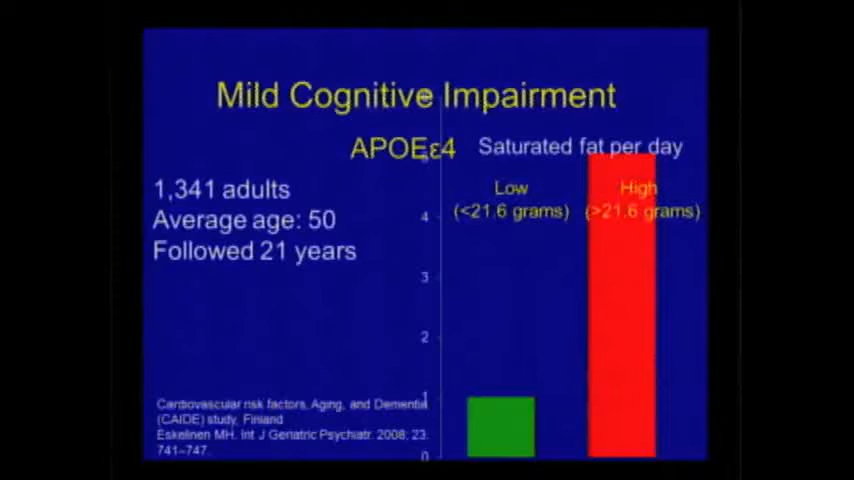 Mild Cognitive Impairment
APOEε4
Saturated fat per day
1,341 adults
Average age: 50
Followed 21 years
Low
(<21.6 grams)
High
(>21.6 grams)
4
3
2
1
0
Cardiovascular risk factors, Aging, and Dementia
(CAIDE) study, Finland
Eskelinen MH. Int J Geriatric Psychiatr. 2008; 23:
741–747.